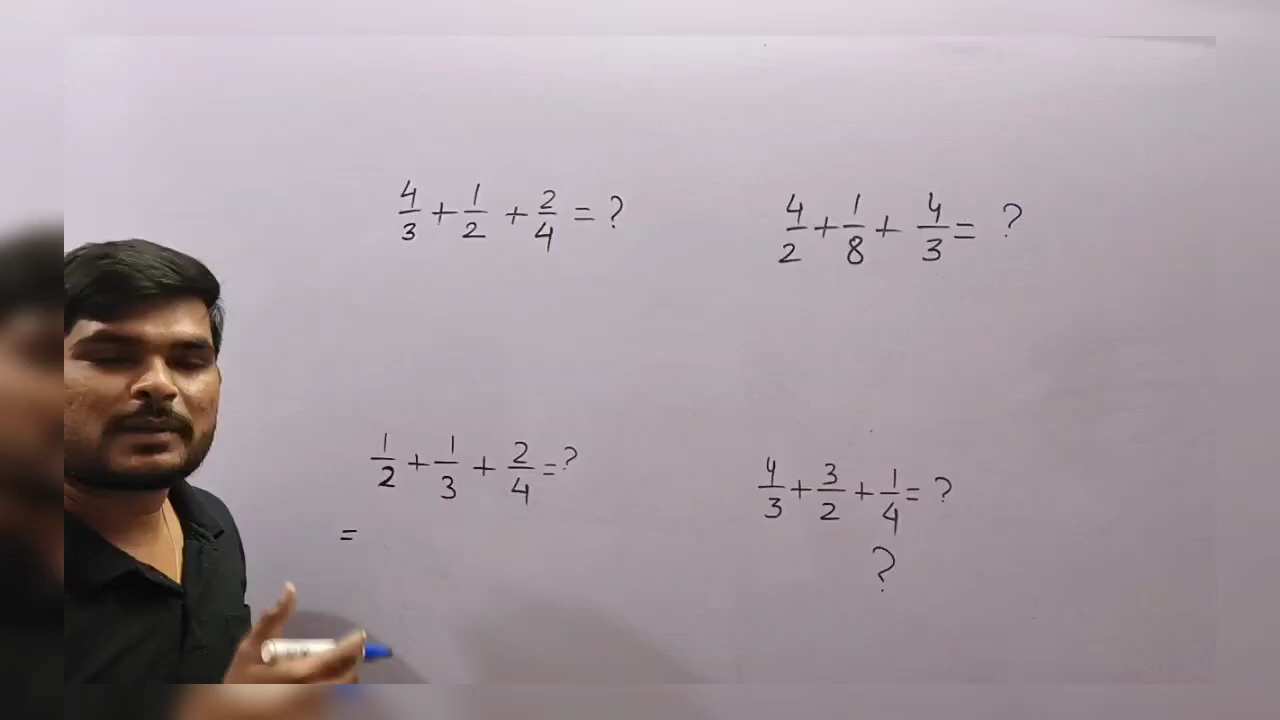 4/3 + 1/2 + 2/4 = ?
4/2 + 1/8 + 4/3 = ?
1/2 + 1/3 + 2/4 = ?
=
4/3 + 3/2 + 1/4 = ?
?